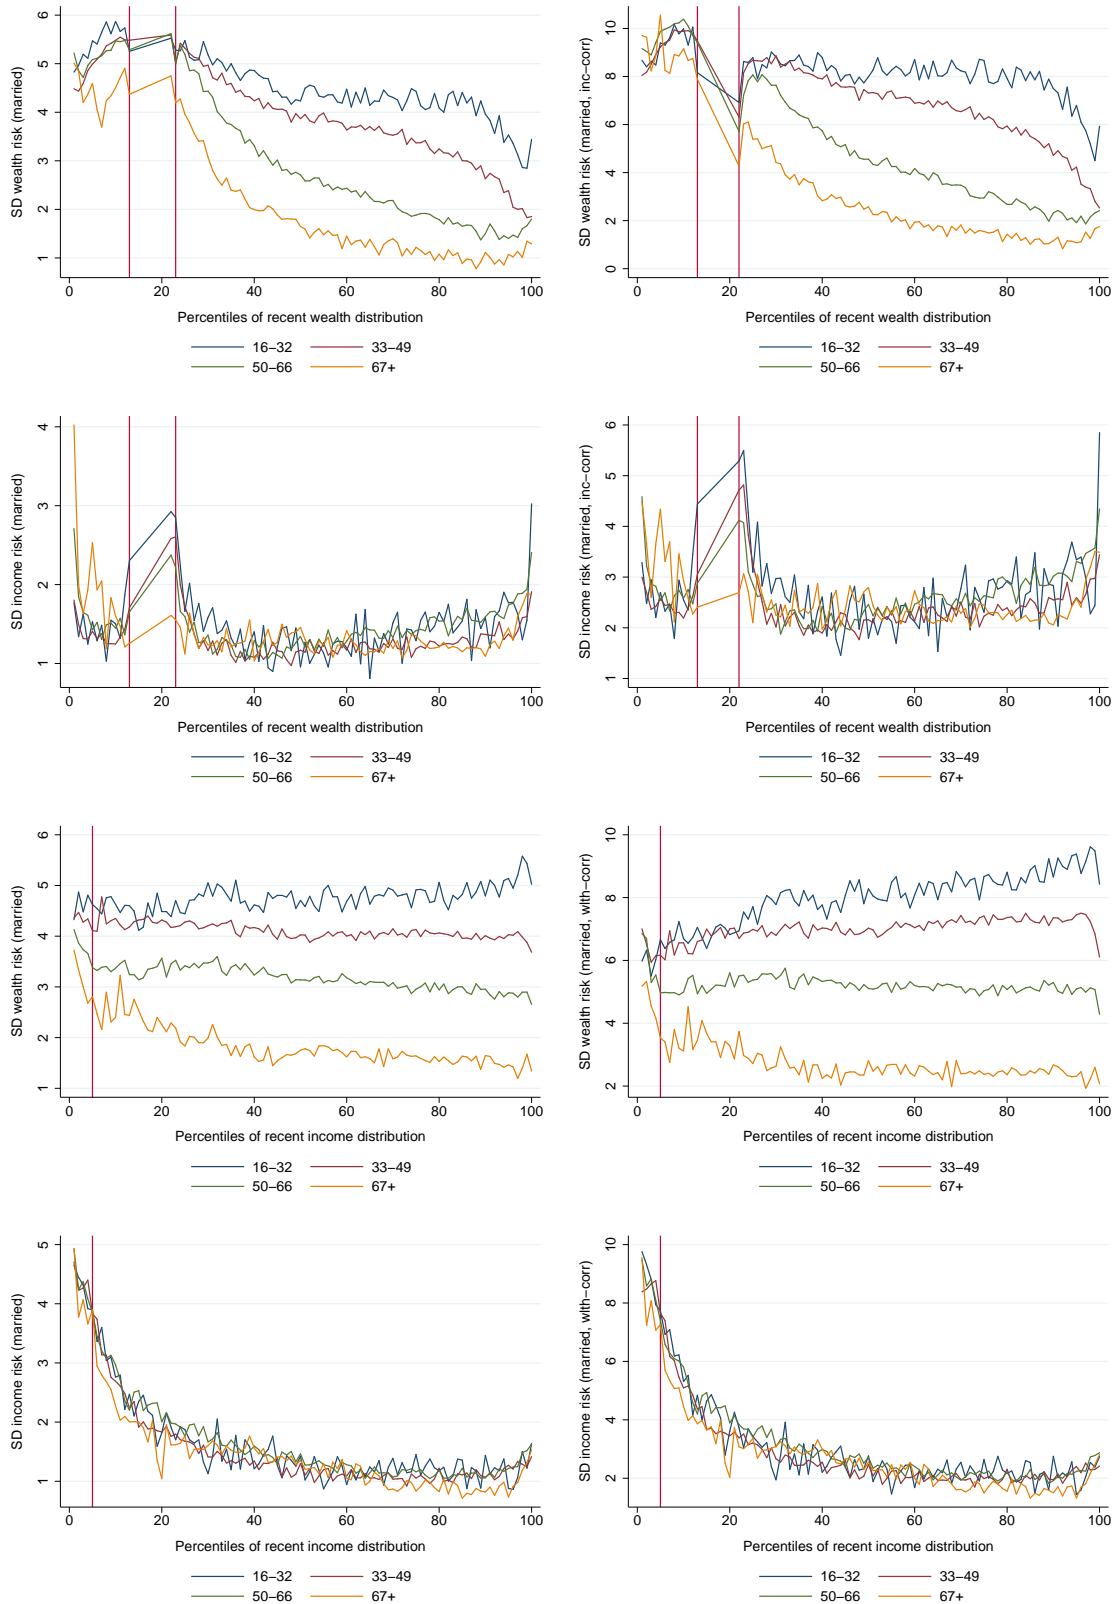 SD wealth risk (married)
1 2 3 4 5 6
0 20 40 60 80 100
Percentiles of recent wealth distribution
16−32 33−49
50−66 67+
SD wealth risk (married, inc−corr)
0 2 4 6 8 10
0 20 40 60 80 100
Percentiles of recent wealth distribution
16−32 33−49
50−66 67+
SD income risk (married)
1 2 3 4
0 20 40 60 80 100
Percentiles of recent wealth distribution
16−32 33−49
50−66 67+
SD income risk (married, inc−corr)
1 2 3 4 5 6
0 20 40 60 80 100
Percentiles of recent wealth distribution
16−32 33−49
50−66 67+
SD wealth risk (married)
1 2 3 4 5 6
0 20 40 60 80 100
Percentiles of recent income distribution
16−32 33−49
50−66 67+
SD wealth risk (married, wlth−corr)
2 4 6 8 10
0 20 40 60 80 100
Percentiles of recent income distribution
16−32 33−49
50−66 67+
SD income risk (married)
1 2 3 4 5
0 20 40 60 80 100
Percentiles of recent income distribution
16−32 33−49
50−66 67+
SD income risk (married, wlth−corr)
2 4 6 8 10
0 20 40 60 80 100
Percentiles of recent income distribution
16−32 33−49
50−66 67+